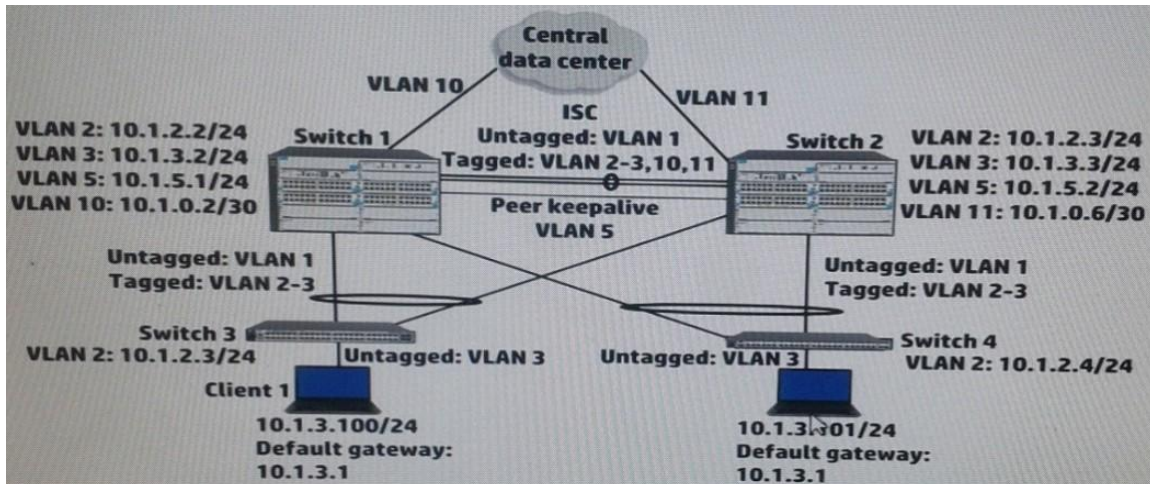 Central
data center
VLAN 10
VLAN 11
ISC
Untagged: VLAN 1
Tagged: VLAN 2-3,10,11
Switch 1
VLAN 2: 10.1.2.2/24
VLAN 3: 10.1.3.2/24
VLAN 5: 10.1.5.1/24
VLAN 10: 10.1.0.2/30
Switch 2
VLAN 2: 10.1.2.3/24
VLAN 3: 10.1.3.3/24
VLAN 5: 10.1.5.2/24
VLAN 11: 10.1.0.6/30
Peer keepalive
VLAN 5
Untagged: VLAN 1
Tagged: VLAN 2-3
Untagged: VLAN 1
Tagged: VLAN 2-3
Switch 3
VLAN 2: 10.1.2.3/24
Untagged: VLAN 3
Untagged: VLAN 3
Switch 4
VLAN 2: 10.1.2.4/24
Client 1
10.1.3.100/24
Default gateway:
10.1.3.1
Default gateway:
10.1.3.1